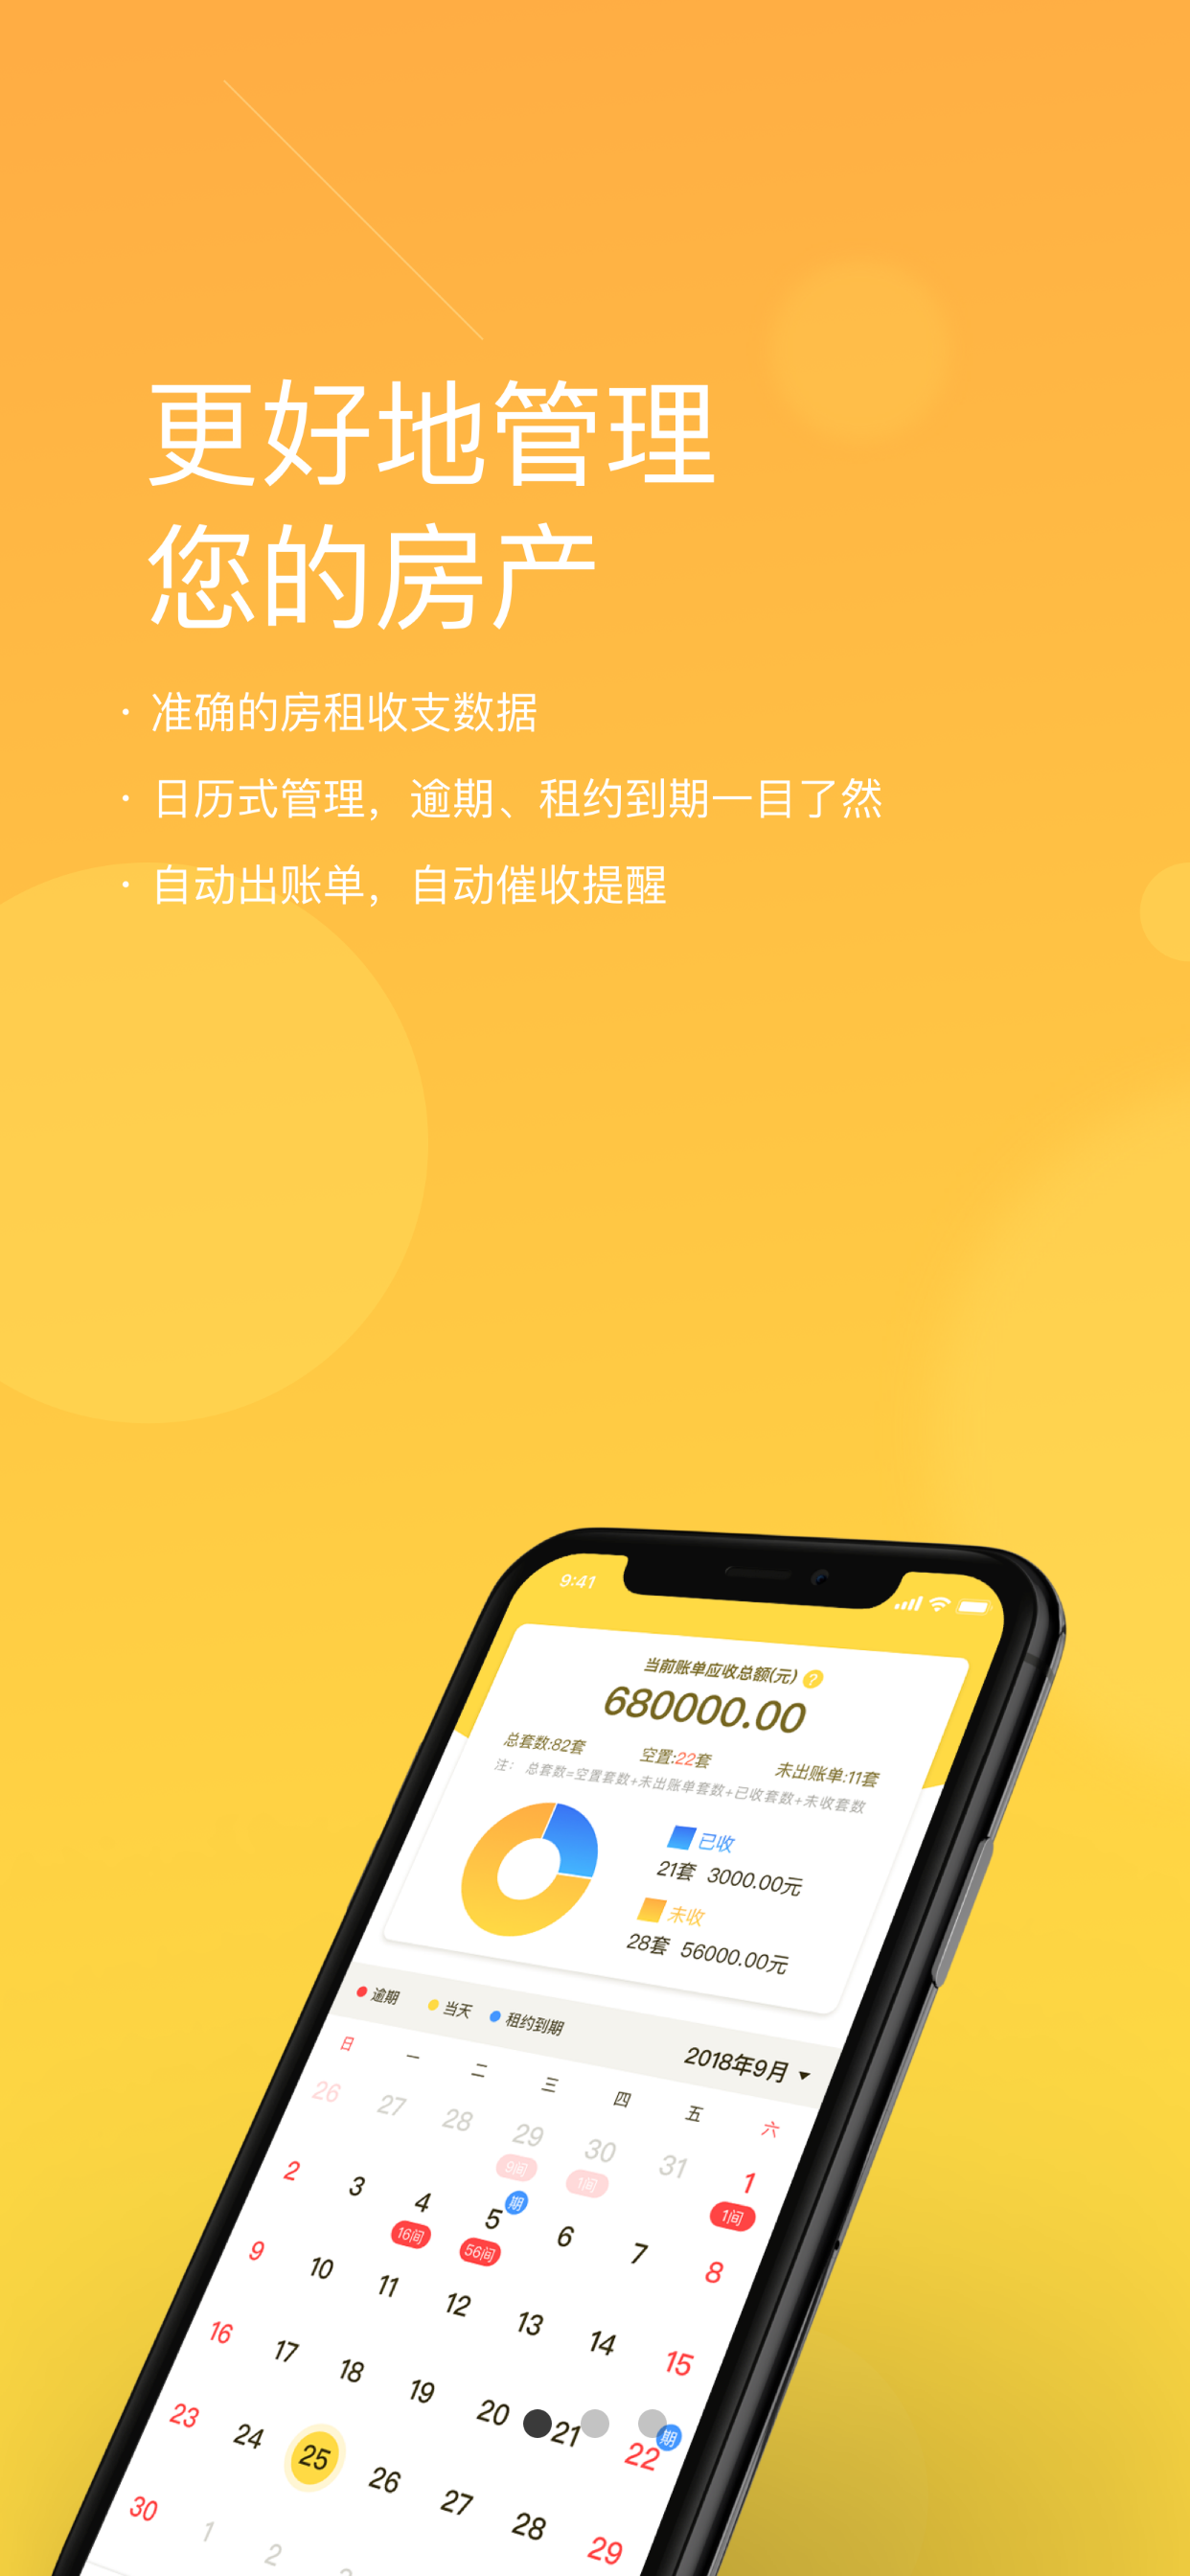 更好地管理
您的房产
· 准确的房租收支数据
· 日历式管理，逾期、租约到期一目了然
· 自动出账单，自动催收提醒
9:41
当前账单应收总额(元) ?
680000.00
总套数:82套 空置:22套 未出账单:11套
注： 总套数=空置套数+未出账单套数+已收套数+未收套数
已收
21套 3000.00元
未收
28套 56000.00元
逾期 当天 租约到期 2018年9月
日 一 二 三 四 五 六
26 27 28 29 30 31 1
9间 1间 1间
2 3 4 5 期 6 7 8
16间 56间
9 10 11 12 13 14 15
16 17 18 19 20 21 22 期
23 24 25 26 27 28 29
30 1 2